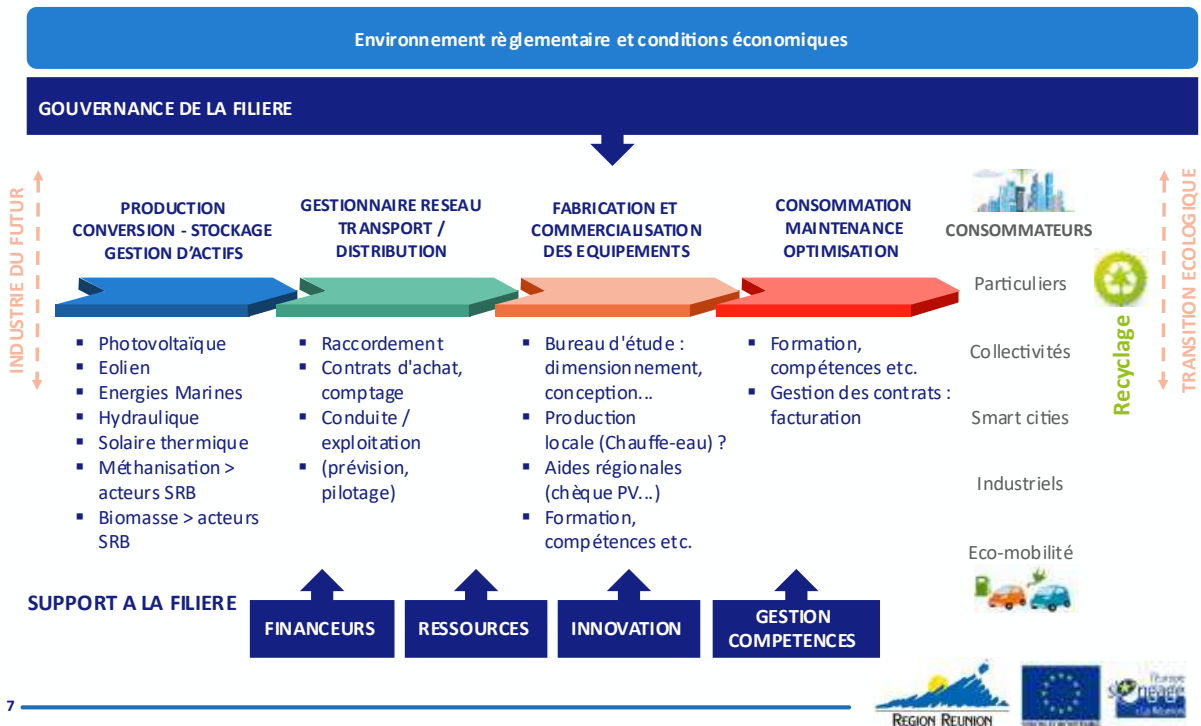 Environnement règlementaire et conditions économiques
GOUVERNANCE DE LA FILIERE
INDUSTRIE DU FUTUR
PRODUCTION
CONVERSION - STOCKAGE
GESTION D'ACTIFS
▪ Photovoltaïque
▪ Eolien
▪ Energies Marines
▪ Hydraulique
▪ Solaire thermique
▪ Méthanisation >
acteurs SRB
▪ Biomasse > acteurs
SRB
GESTIONNAIRE RESEAU
TRANSPORT /
DISTRIBUTION
▪ Raccordement
▪ Contrats d'achat,
comptage
▪ Conduite /
exploitation
▪ (prévision,
pilotage)
FABRICATION ET
COMMERCIALISATION
DES EQUIPEMENTS
▪ Bureau d'étude :
dimensionnement,
conception...
▪ Production
locale (Chauffe-eau) ?
▪ Aides régionales
(chèque PV...)
▪ Formation,
compétences etc.
CONSOMMATION
MAINTENANCE
OPTIMISATION
▪ Formation,
compétences etc.
▪ Gestion des contrats :
facturation
CONSOMMATEURS
Particuliers
Collectivités
Smart cities
Industriels
Eco-mobilité
Recyclage
TRANSITION ECOLOGIQUE
SUPPORT A LA FILIERE
FINANCEURS
RESSOURCES
INNOVATION
GESTION
COMPETENCES
7
REGION REUNION
l'Europe
s'engage